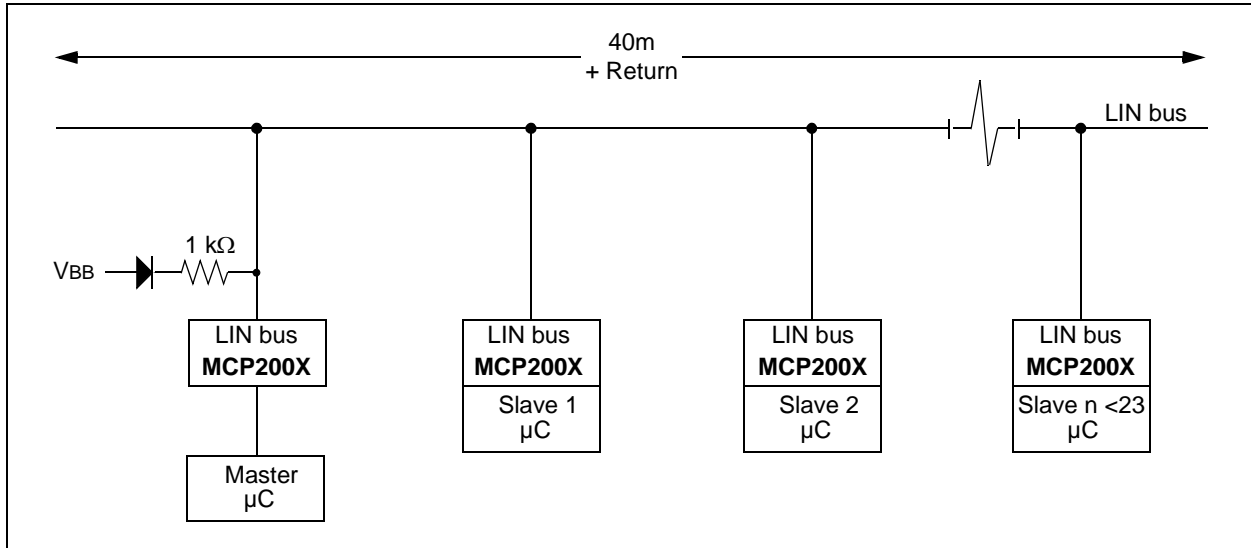 40m
+ Return
LIN bus
1 kΩ
VBB
LIN bus
MCP200X
Master
µC
LIN bus
MCP200X
Slave 1
µC
LIN bus
MCP200X
Slave 2
µC
LIN bus
MCP200X
Slave n <23
µC